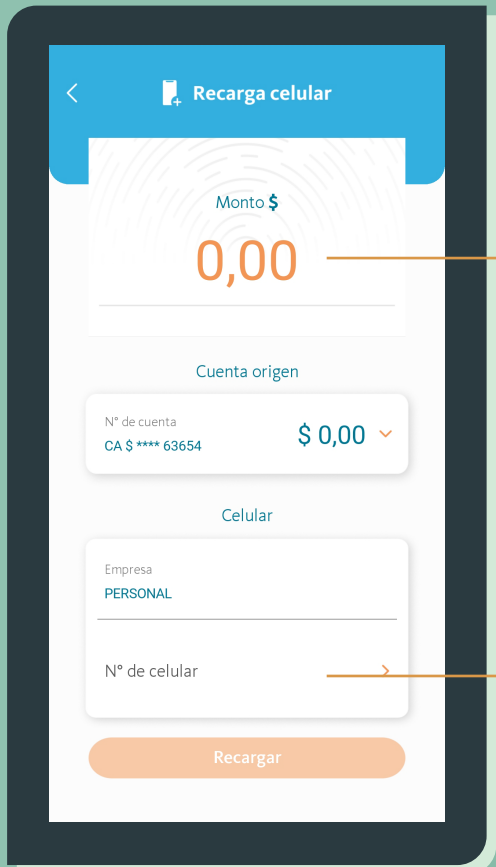 Recarga celular
Monto $
0,00
Cuenta origen
N° de cuenta
CA $ **** 63654
$ 0,00
Celular
Empresa
PERSONAL
N° de celular
Recargar